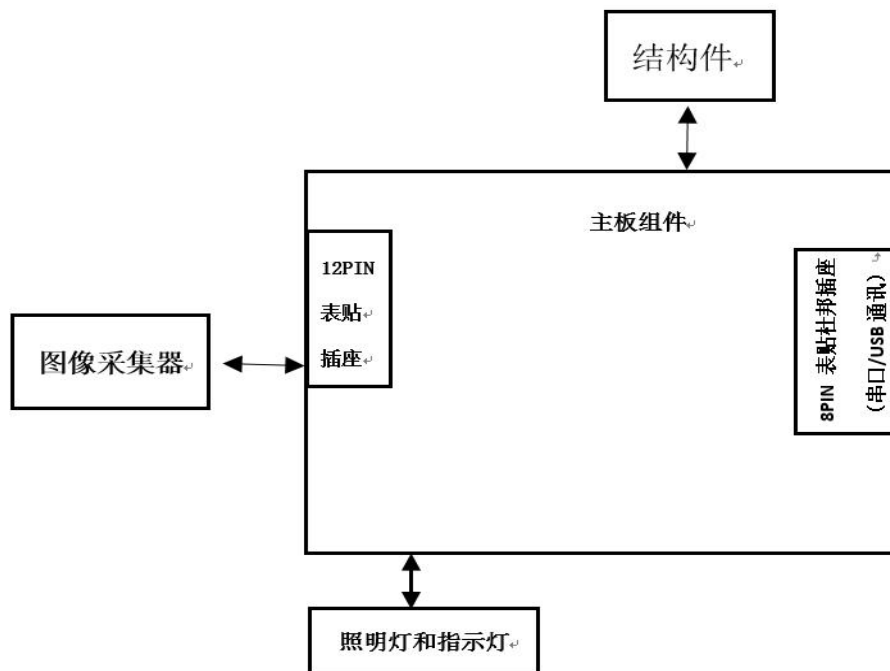 结构件
主板组件
12PIN
表贴
插座
8PIN 表贴杜邦插座
（串口/USB 通讯）
图像采集器
照明灯和指示灯